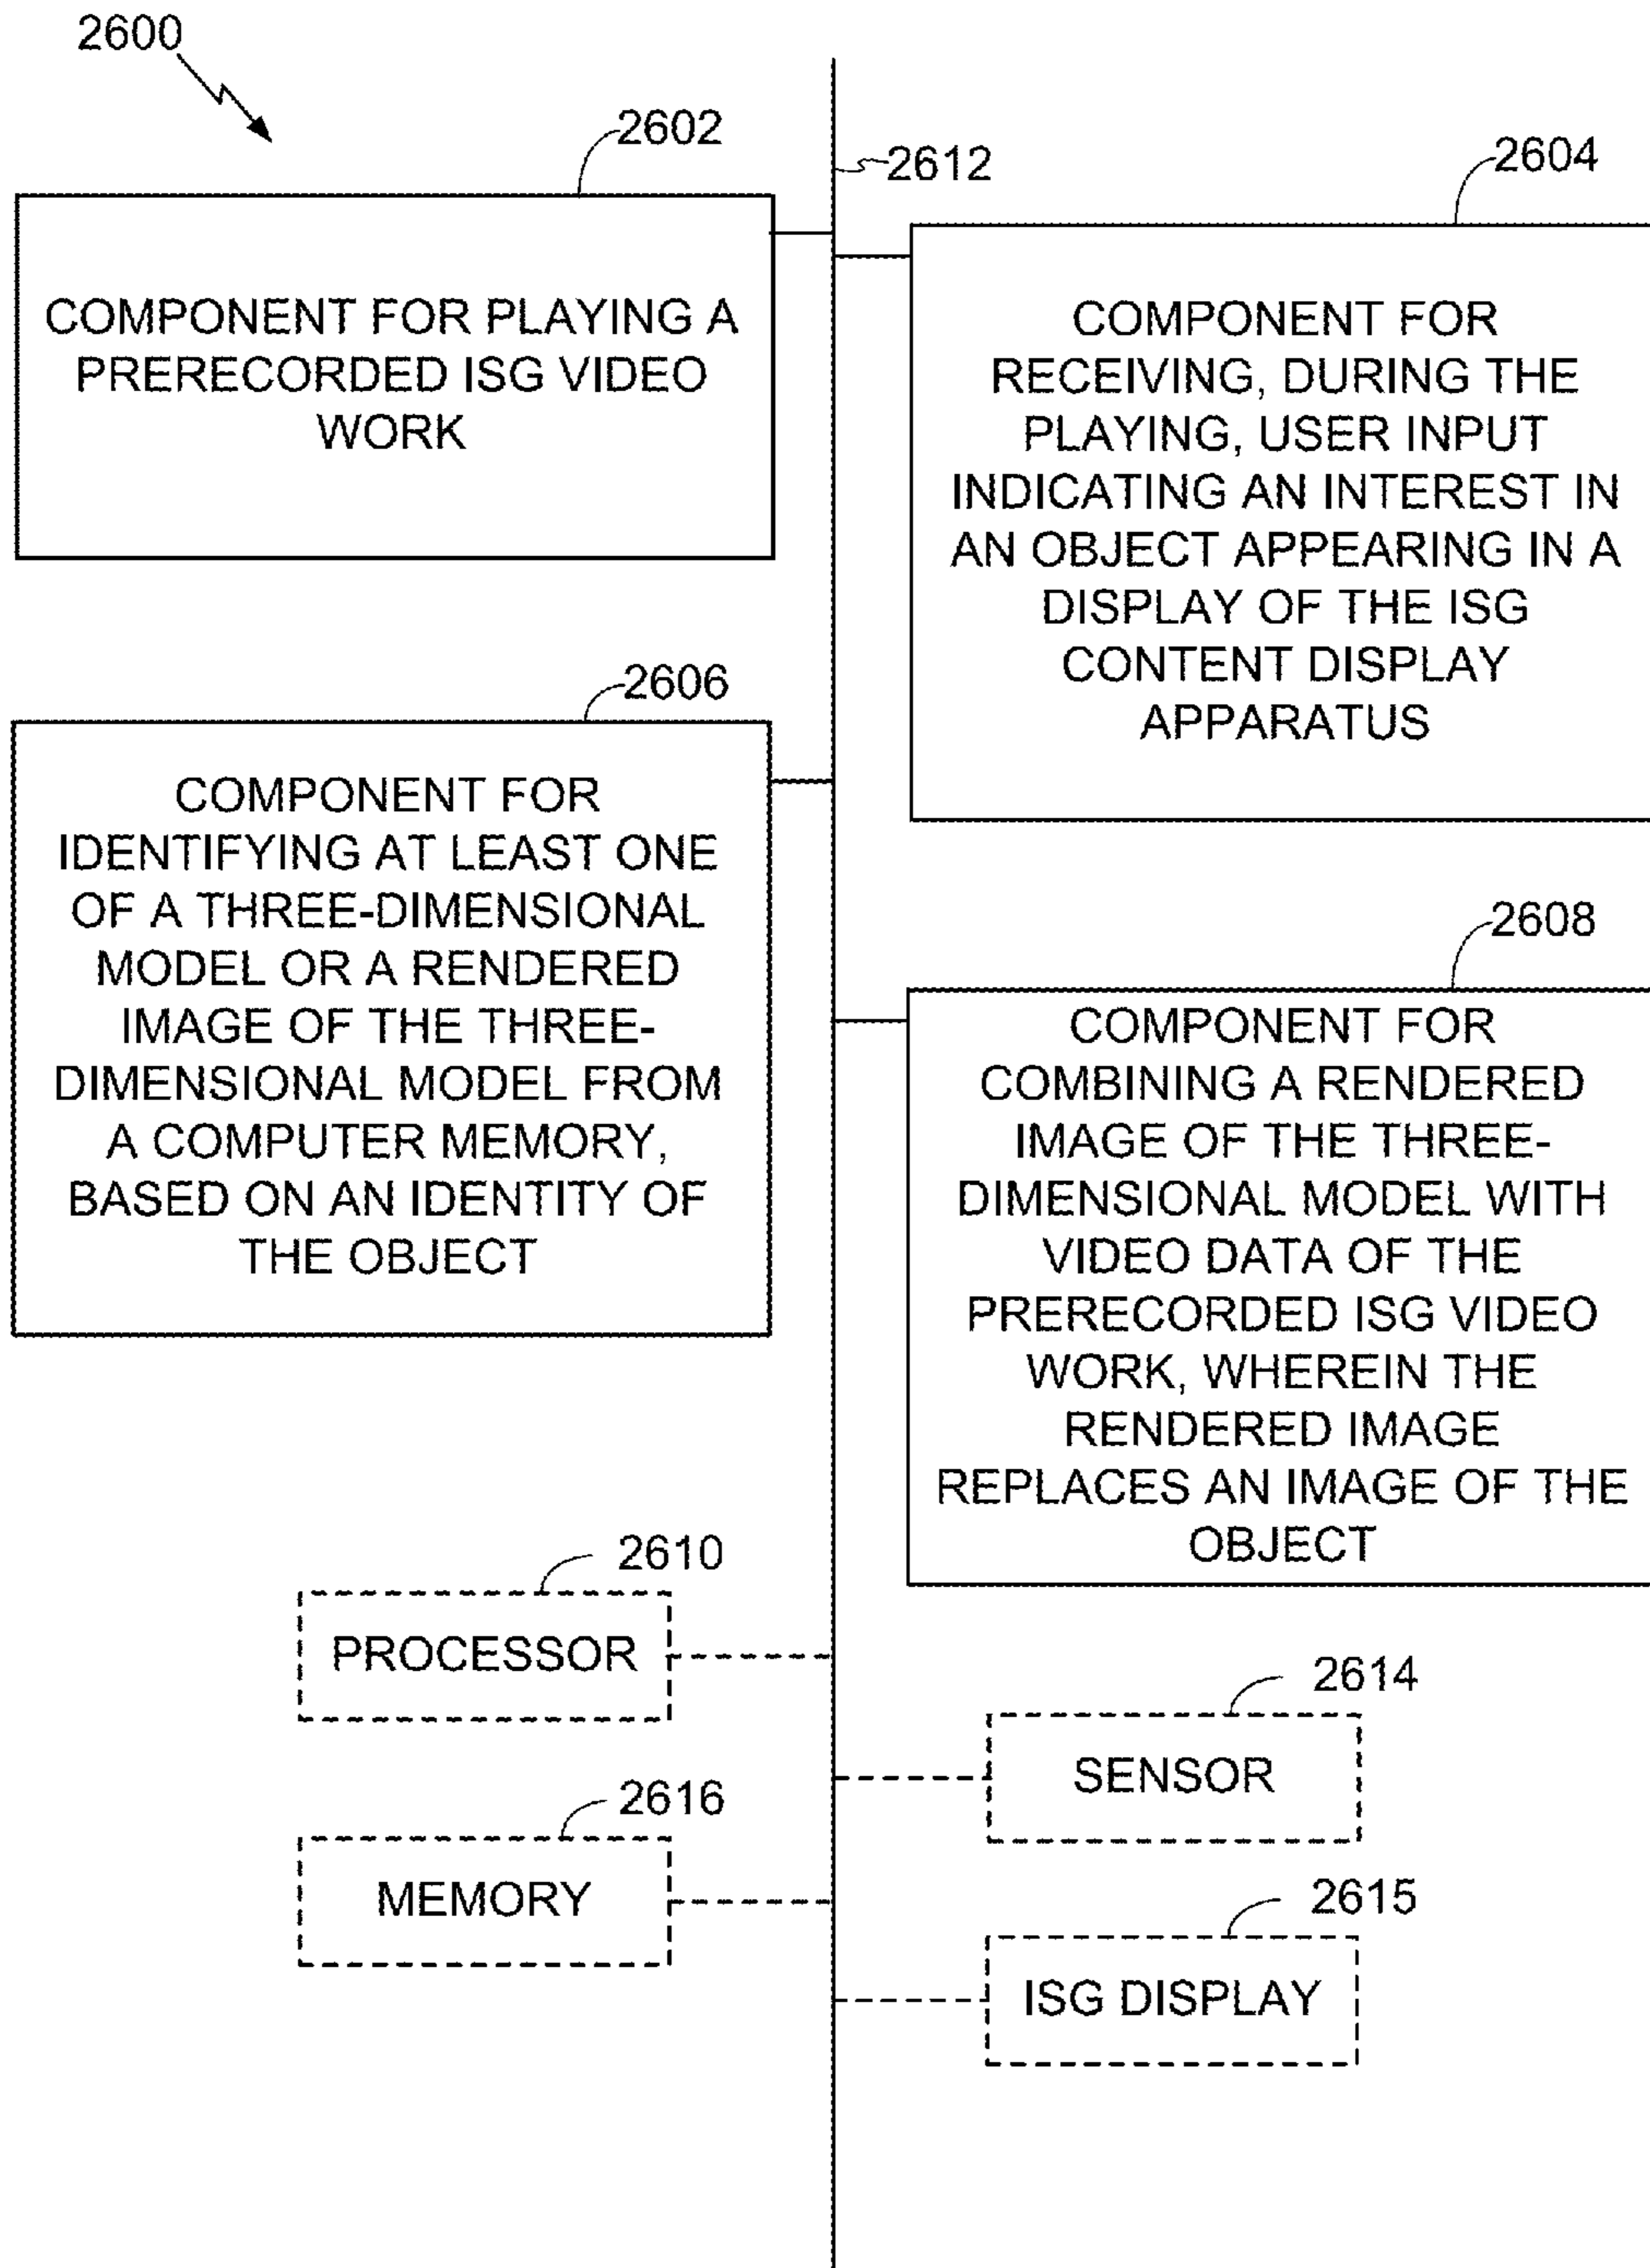 2600
2602
2612
2604
COMPONENT FOR PLAYING A
PRERECORDED ISG VIDEO
WORK
COMPONENT FOR
RECEIVING, DURING THE
PLAYING, USER INPUT
INDICATING AN INTEREST IN
AN OBJECT APPEARING IN A
DISPLAY OF THE ISG
CONTENT DISPLAY
APPARATUS
2606
COMPONENT FOR
IDENTIFYING AT LEAST ONE
OF A THREE-DIMENSIONAL
MODEL OR A RENDERED
IMAGE OF THE THREE-
DIMENSIONAL MODEL FROM
A COMPUTER MEMORY,
BASED ON AN IDENTITY OF
THE OBJECT
2608
COMPONENT FOR
COMBINING A RENDERED
IMAGE OF THE THREE-
DIMENSIONAL MODEL WITH
VIDEO DATA OF THE
PRERECORDED ISG VIDEO
WORK, WHEREIN THE
RENDERED IMAGE
REPLACES AN IMAGE OF THE
OBJECT
2610
PROCESSOR
2614
SENSOR
2616
MEMORY
2615
ISG DISPLAY